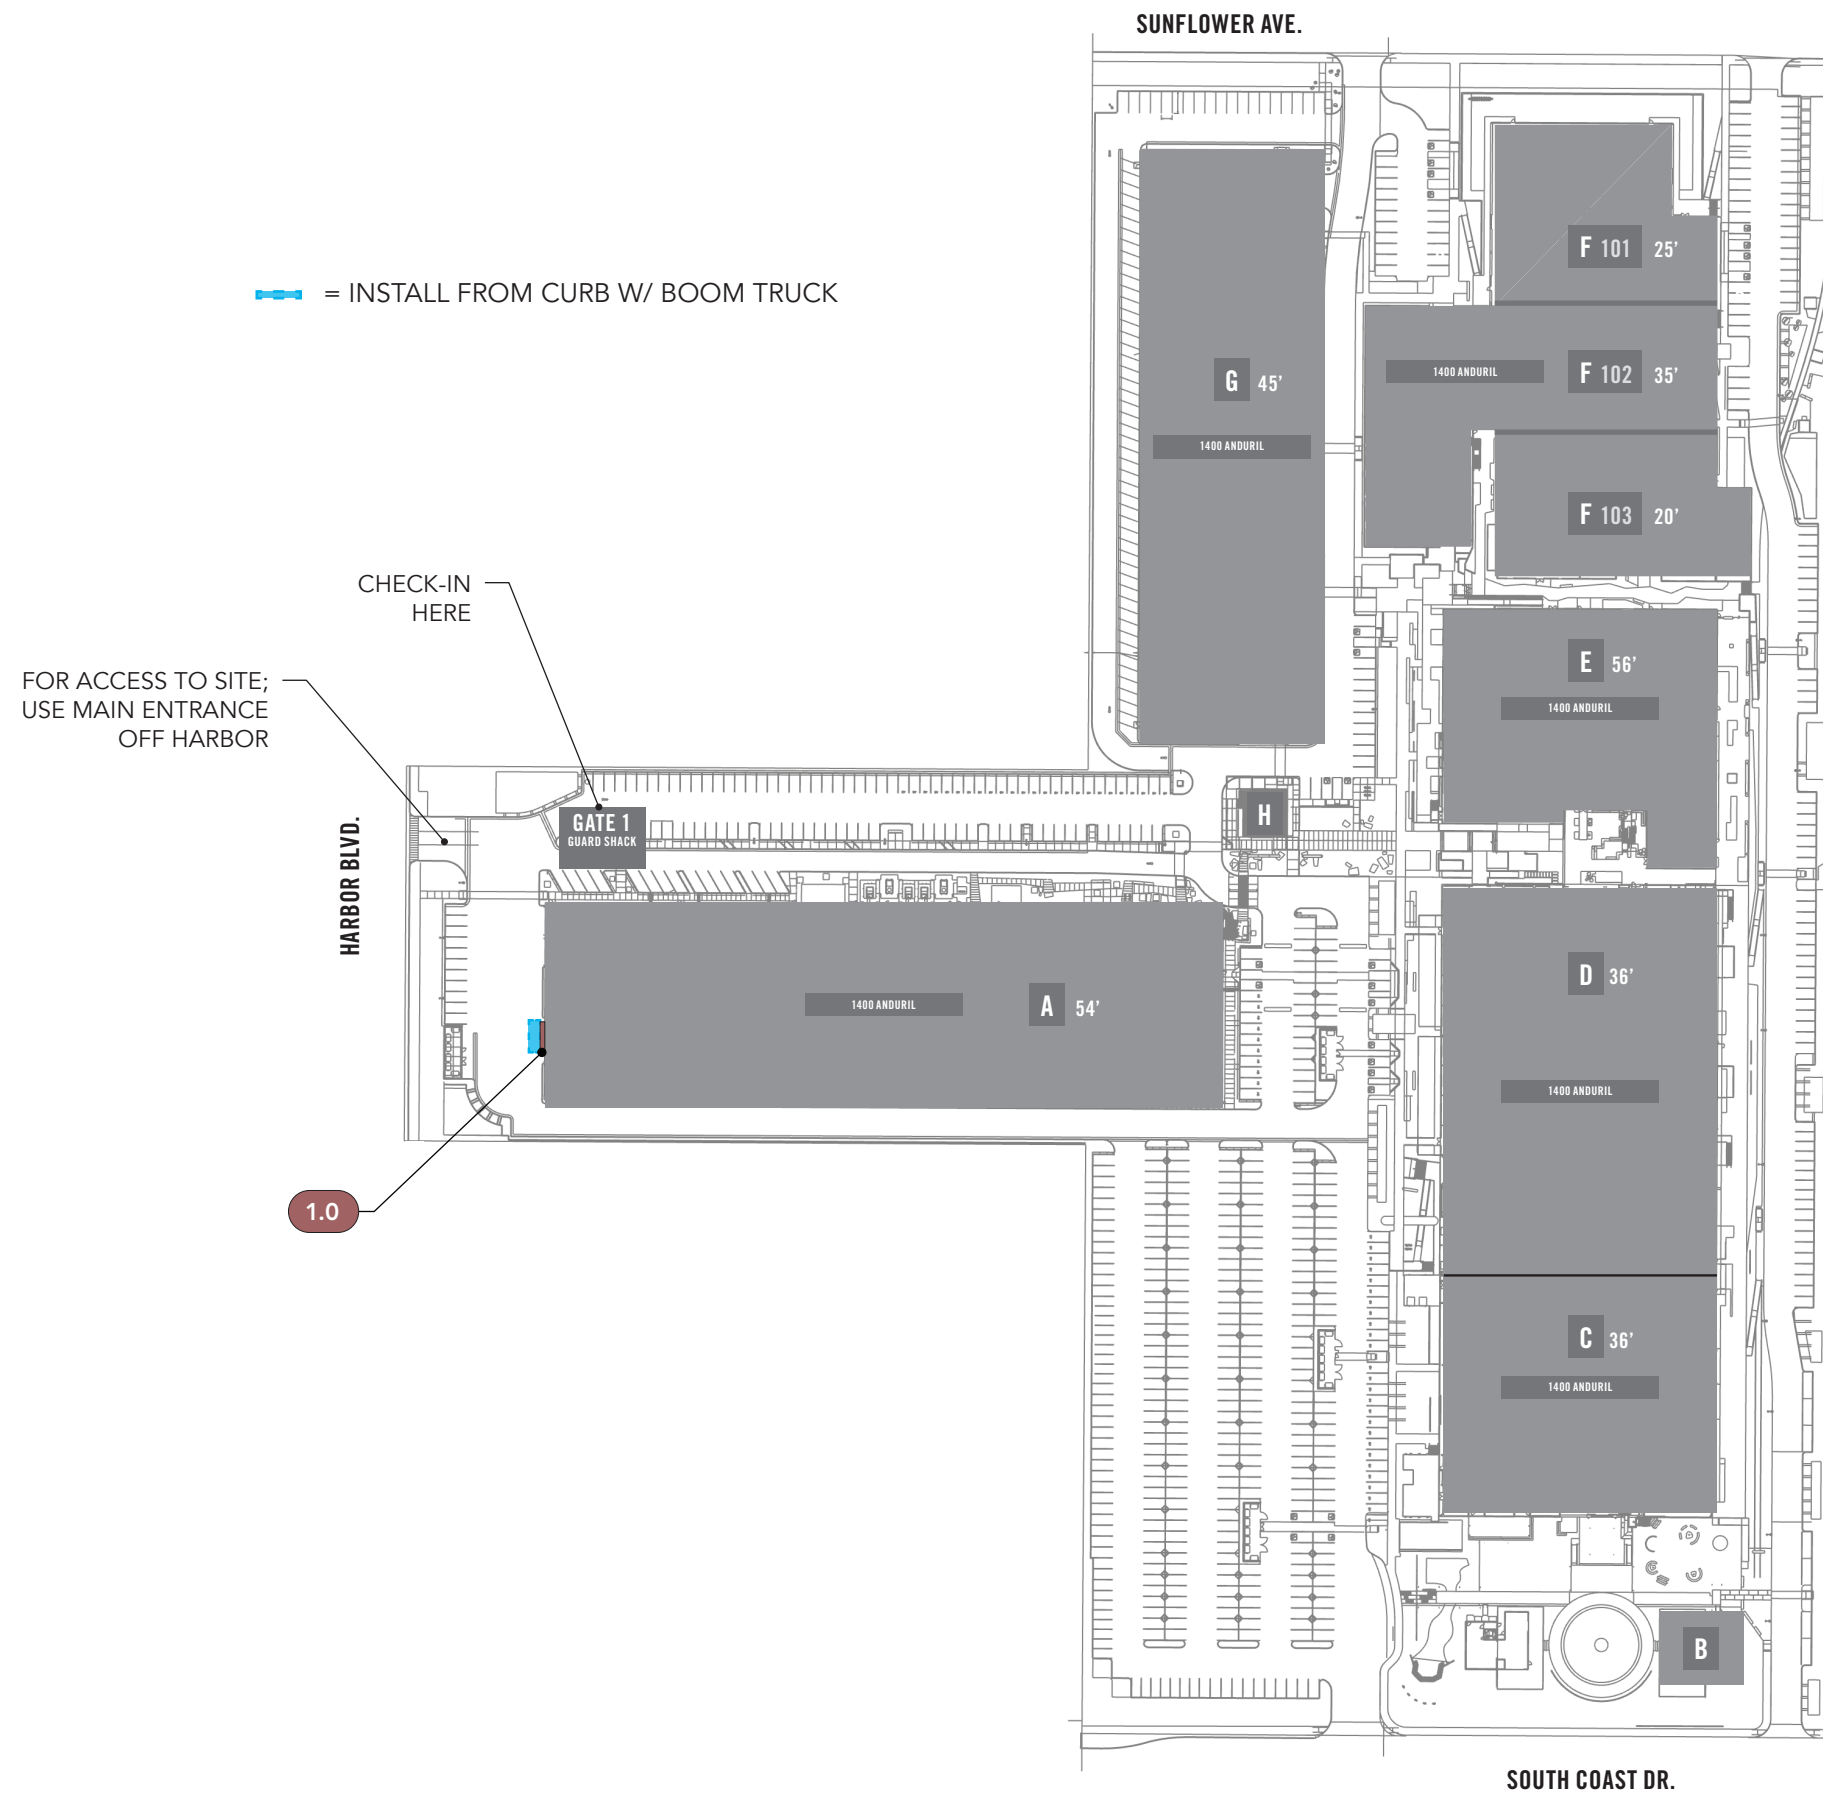 SUNFLOWER AVE.
F 101 25’
= INSTALL FROM CURB W/ BOOM TRUCK
1400 ANDURIL
F 102 35’
G 45’
1400 ANDURIL
F 103 20’
CHECK-IN
HERE
E 56’
FOR ACCESS TO SITE;
USE MAIN ENTRANCE
OFF HARBOR
1400 ANDURIL
H
GATE 1
GUARD SHACK
HARBOR BLVD.
D 36’
1400 ANDURIL
A 54’
1400 ANDURIL
1.0
C 36’
1400 ANDURIL
B
SOUTH COAST DR.